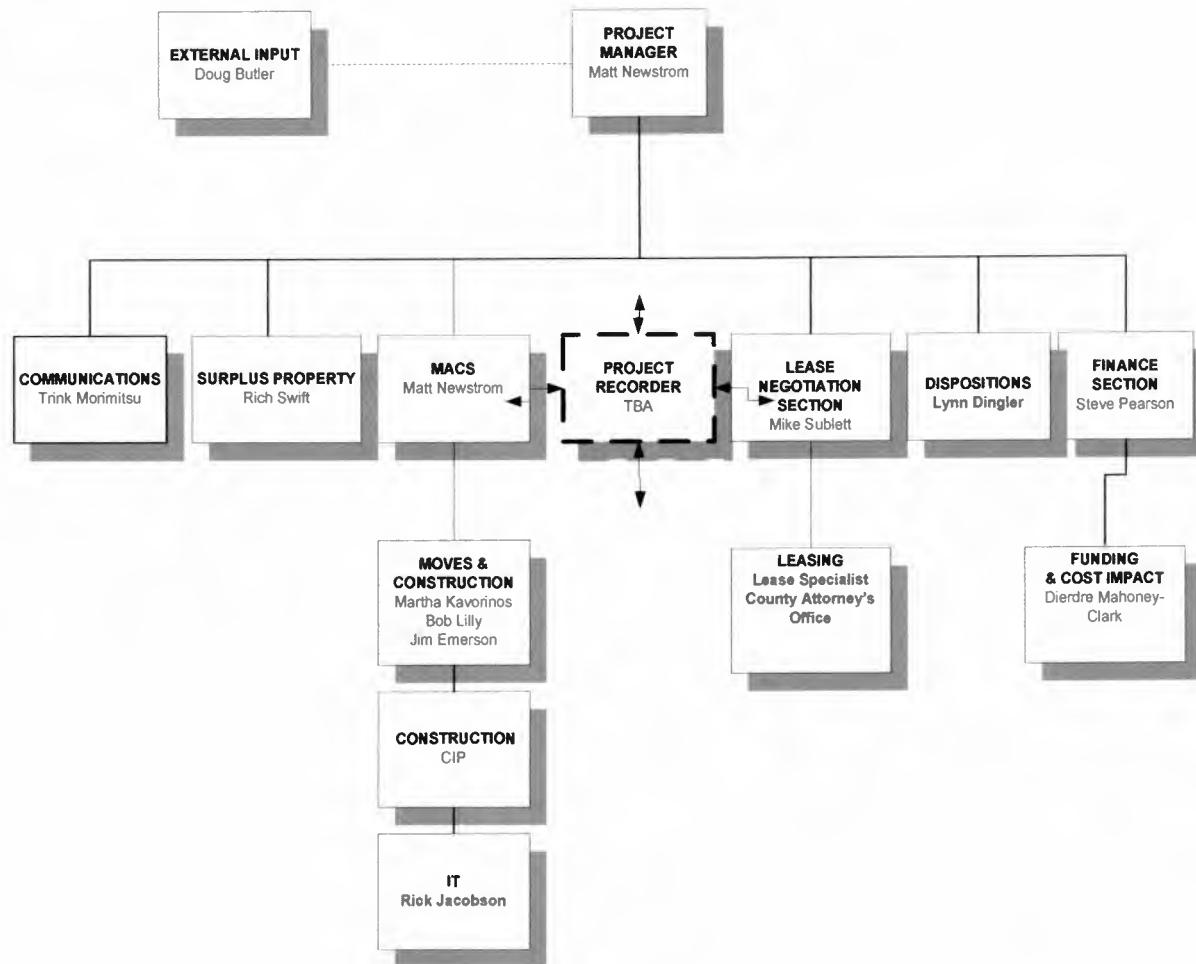 EXTERNAL INPUT
Doug Butler
PROJECT
MANAGER
Matt Newstrom
COMMUNICATIONS
Trink Morimitsu
SURPLUS PROPERTY
Rich Swift
MACS
Matt Newstrom
PROJECT
RECORDER
TBA
LEASE
NEGOTIATION
SECTION
Mike Sublett
DISPOSITIONS
Lynn Dingler
FINANCE
SECTION
Steve Pearson
MOVES &
CONSTRUCTION
Martha Kavorinos
Bob Lilly
Jim Emerson
LEASING
Lease Specialist
County Attorney's
Office
FUNDING
& COST IMPACT
Dierdre Mahoney-
Clark
CONSTRUCTION
CIP
IT
Rick Jacobson